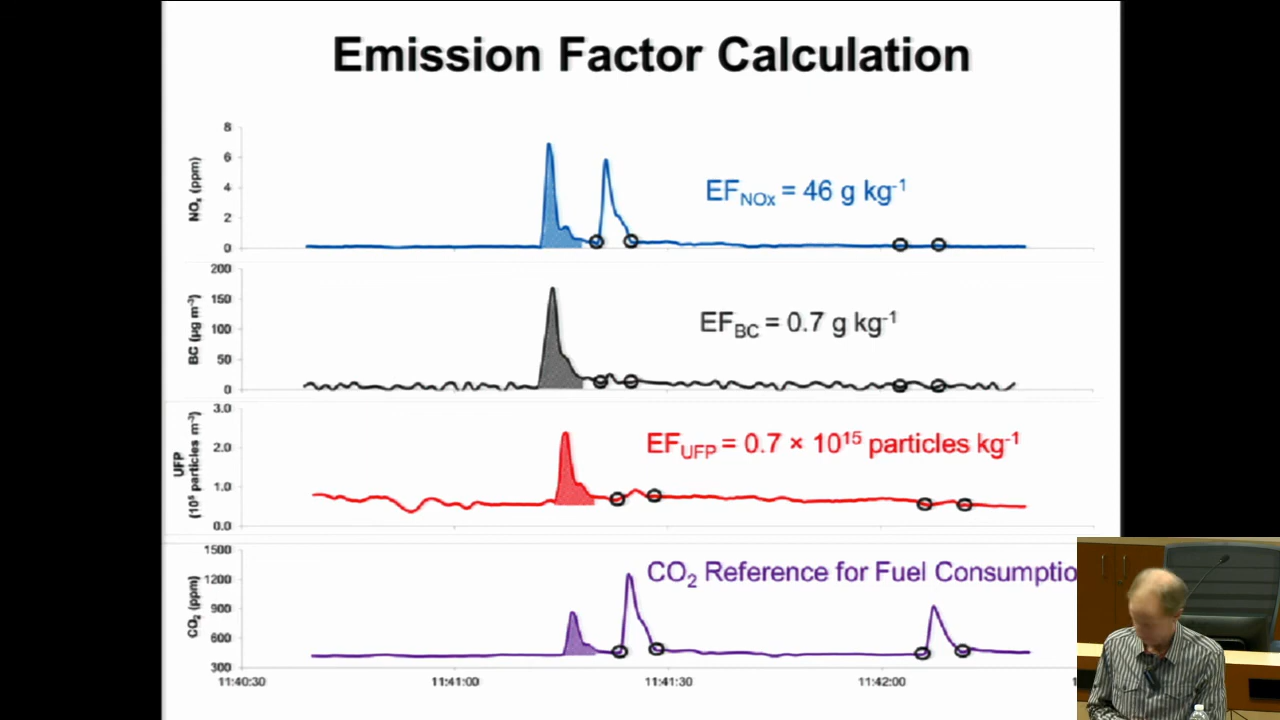 Emission Factor Calculation
8
6
4
2
0
NOx (ppm)
EFNOx = 46 g kg-1
200
150
100
50
0
BC (µg m-3)
EFBC = 0.7 g kg-1
3.0
2.0
1.0
0.0
UFP
(10⁵ particles m-3)
EFUFP = 0.7 × 10¹⁵ particles kg-1
1500
1200
900
600
300
CO₂ (ppm)
CO₂ Reference for Fuel Consumptio
11:40:30 11:41:00 11:41:30 11:42:00